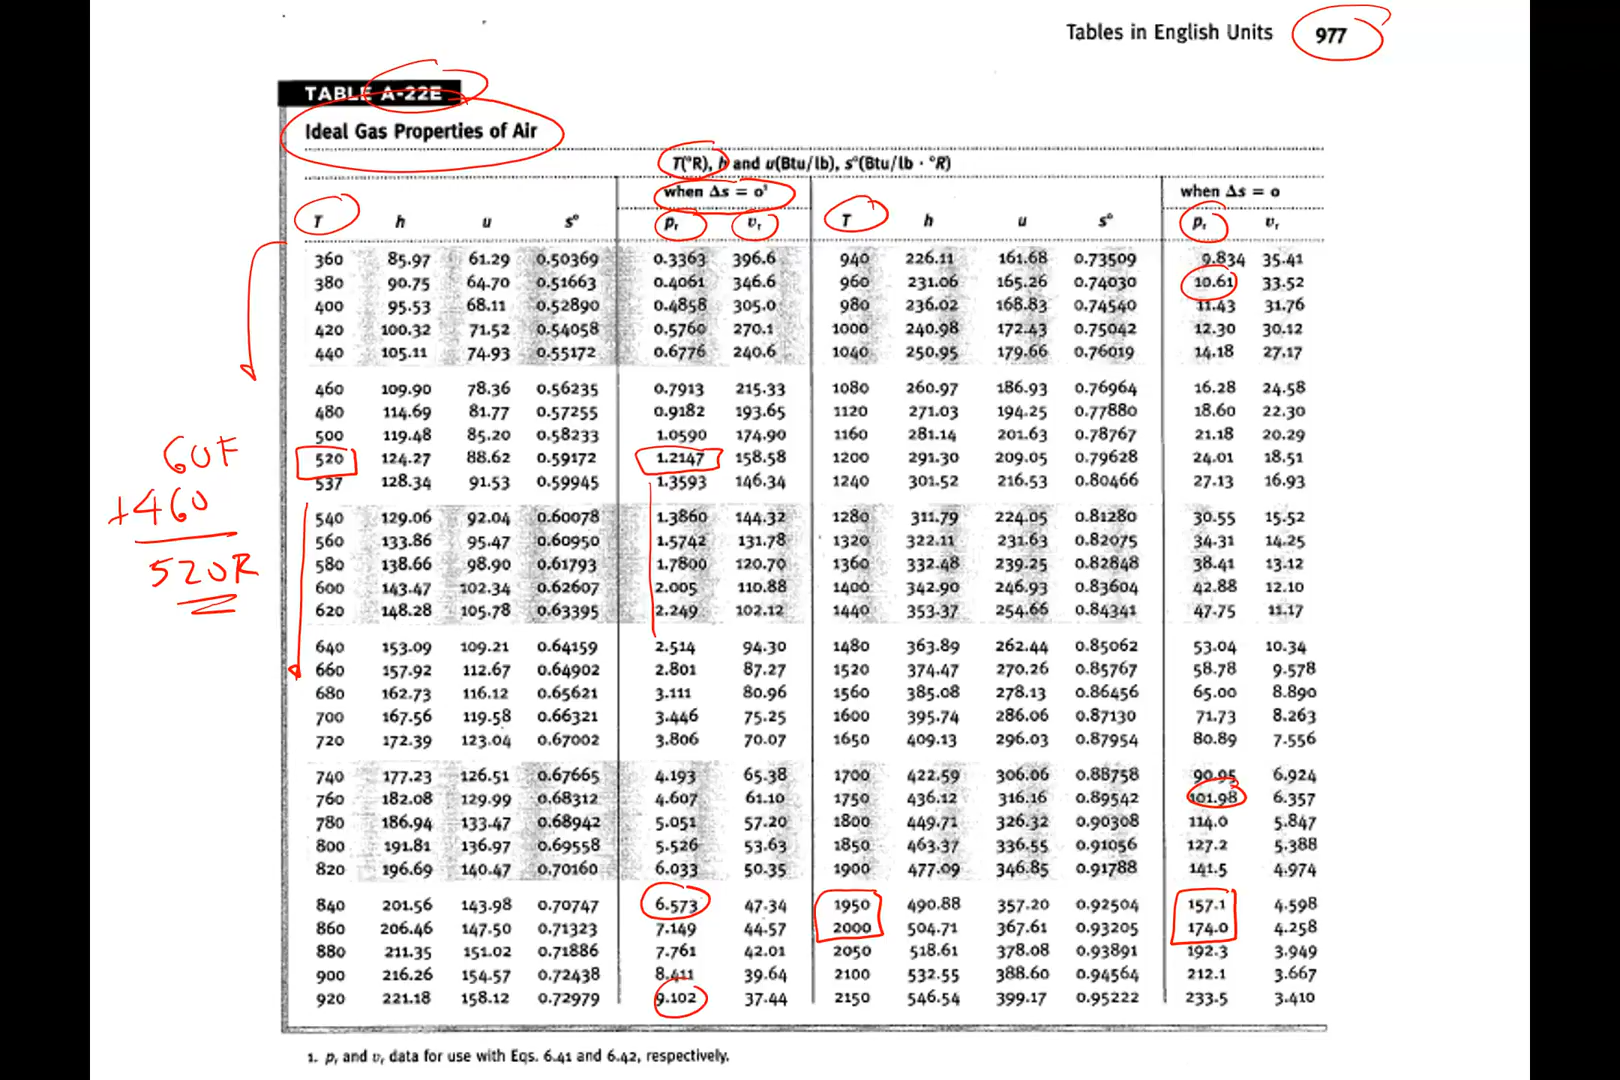 Tables in English Units 977
TABLE A-22E
Ideal Gas Properties of Air
T(°R), h and u(Btu/lb), s°(Btu/lb · °R)
when Δs = 0¹ when Δs = 0
T h u s° pr vr T h u s° pr vr
360 85.97 61.29 0.50369 0.3363 396.6 940 226.11 161.68 0.73509 9.834 35.41
380 90.75 64.70 0.51663 0.4061 346.6 960 231.06 165.26 0.74030 10.61 33.52
400 95.53 68.11 0.52890 0.4858 305.0 980 236.02 168.83 0.74540 11.43 31.76
420 100.32 71.52 0.54058 0.5760 270.1 1000 240.98 172.43 0.75042 12.30 30.12
440 105.11 74.93 0.55172 0.6776 240.6 1040 250.95 179.66 0.76019 14.18 27.17
460 109.90 78.36 0.56235 0.7913 215.33 1080 260.97 186.93 0.76964 16.28 24.58
480 114.69 81.77 0.57255 0.9182 193.65 1120 271.03 194.25 0.77880 18.60 22.30
500 119.48 85.20 0.58233 1.0590 174.90 1160 281.14 201.63 0.78767 21.18 20.29
520 124.27 88.62 0.59172 1.2147 158.58 1200 291.30 209.05 0.79628 24.01 18.51
537 128.34 91.53 0.59945 1.3593 146.34 1240 301.52 216.53 0.80466 27.13 16.93
540 129.06 92.04 0.60078 1.3860 144.32 1280 311.79 224.05 0.81280 30.55 15.52
560 133.86 95.47 0.60950 1.5742 131.78 1320 322.11 231.63 0.82075 34.31 14.25
580 138.66 98.90 0.61793 1.7800 120.70 1360 332.48 239.25 0.82848 38.41 13.12
600 143.47 102.34 0.62607 2.005 110.88 1400 342.90 246.93 0.83604 42.88 12.10
620 148.28 105.78 0.63395 2.249 102.12 1440 353.37 254.66 0.84341 47.75 11.17
640 153.09 109.21 0.64159 2.514 94.30 1480 363.89 262.44 0.85062 53.04 10.34
660 157.92 112.67 0.64902 2.801 87.27 1520 374.47 270.26 0.85767 58.78 9.578
680 162.73 116.12 0.65621 3.111 80.96 1560 385.08 278.13 0.86456 65.00 8.890
700 167.56 119.58 0.66321 3.446 75.25 1600 395.74 286.06 0.87130 71.73 8.263
720 172.39 123.04 0.67002 3.806 70.07 1650 409.13 296.03 0.87954 80.89 7.556
740 177.23 126.51 0.67665 4.193 65.38 1700 422.59 306.06 0.88758 90.95 6.924
760 182.08 129.99 0.68312 4.607 61.10 1750 436.12 316.16 0.89542 101.98 6.357
780 186.94 133.47 0.68942 5.051 57.20 1800 449.71 326.32 0.90308 114.0 5.847
800 191.81 136.97 0.69558 5.526 53.63 1850 463.37 336.55 0.91056 127.2 5.388
820 196.69 140.47 0.70160 6.033 50.35 1900 477.09 346.85 0.91788 141.5 4.974
840 201.56 143.98 0.70747 6.573 47.34 1950 490.88 357.20 0.92504 157.1 4.598
860 206.46 147.50 0.71323 7.149 44.57 2000 504.71 367.61 0.93205 174.0 4.258
880 211.35 151.02 0.71886 7.761 42.01 2050 518.61 378.08 0.93891 192.3 3.949
900 216.26 154.57 0.72438 8.411 39.64 2100 532.55 388.60 0.94564 212.1 3.667
920 221.18 158.12 0.72979 9.102 37.44 2150 546.54 399.17 0.95222 233.5 3.410
1. pr and vr data for use with Eqs. 6.41 and 6.42, respectively.
60F
+460
520R